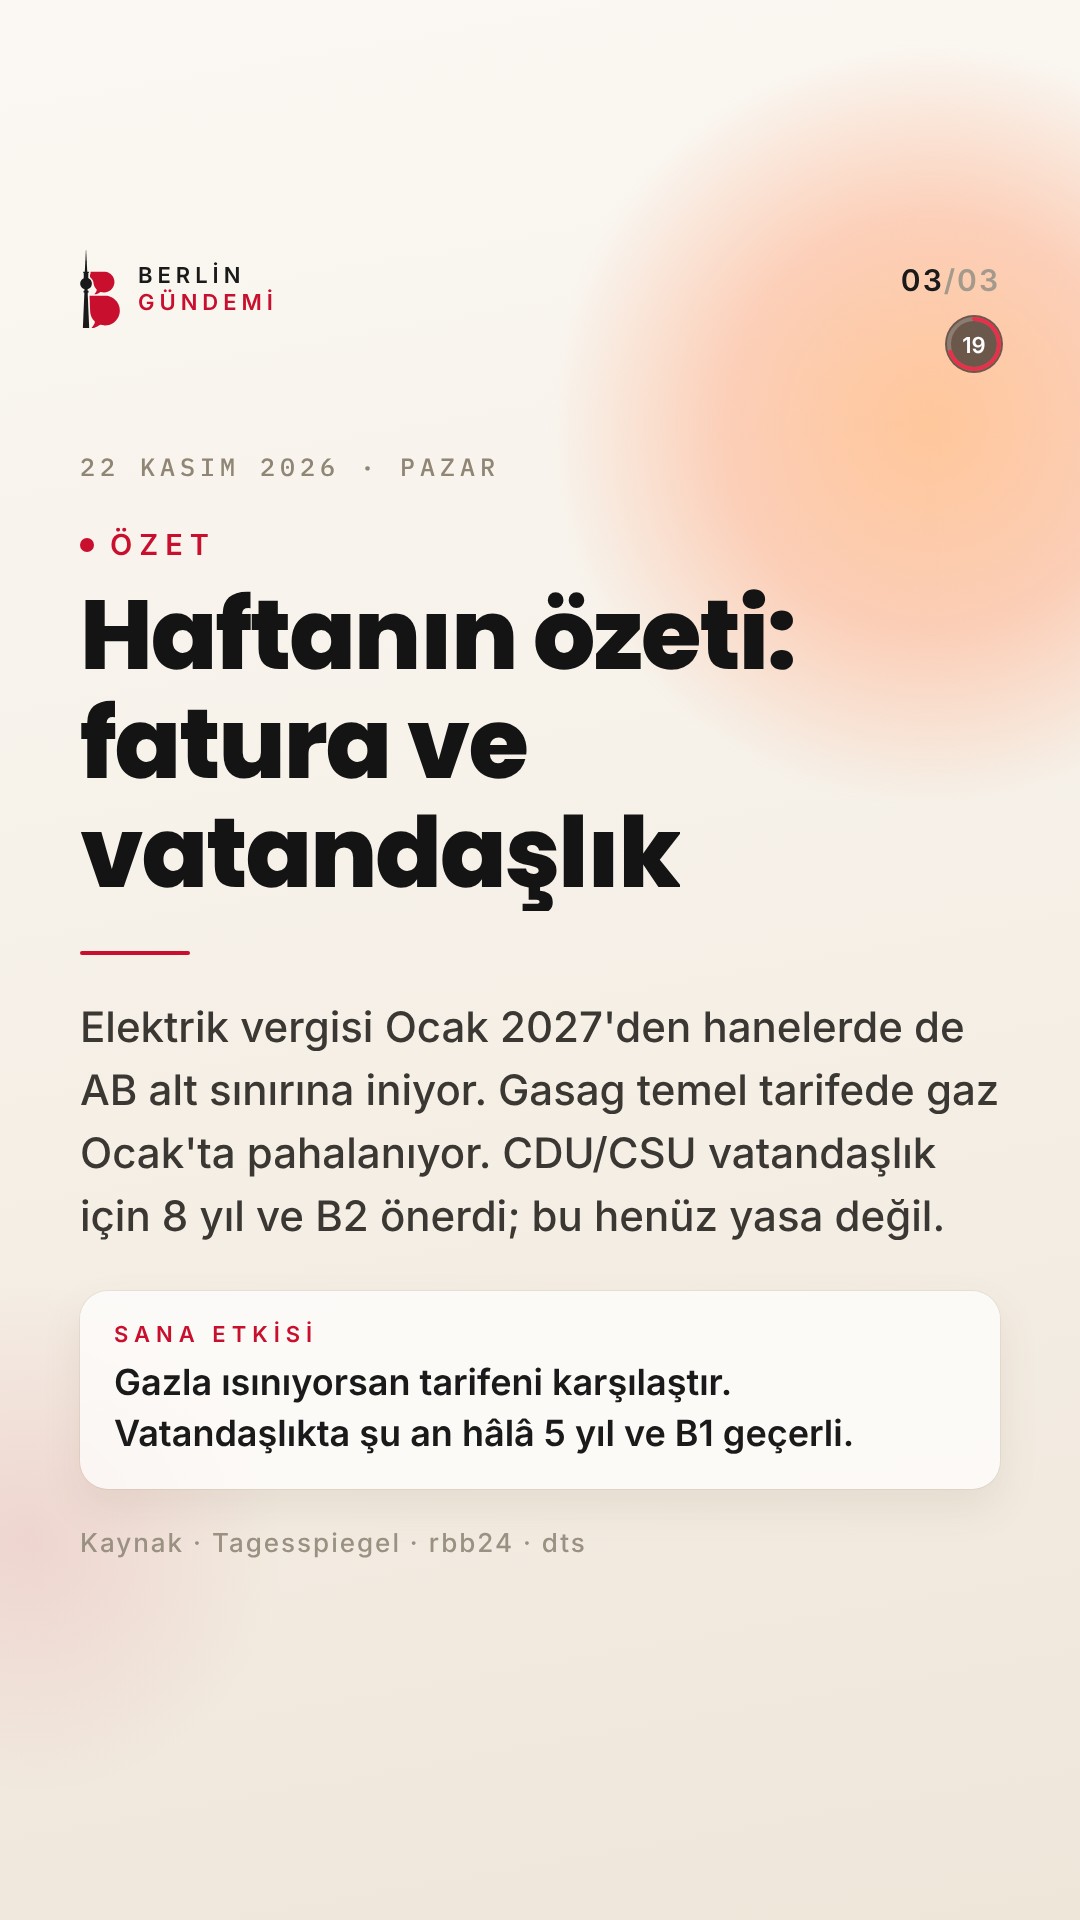 BERLİN
GÜNDEMİ
03/03
19
22 KASIM 2026 · PAZAR
ÖZET
Haftanın özeti:
fatura ve
vatandaşlık
Elektrik vergisi Ocak 2027'den hanelerde de
AB alt sınırına iniyor. Gasag temel tarifede gaz
Ocak'ta pahalanıyor. CDU/CSU vatandaşlık
için 8 yıl ve B2 önerdi; bu henüz yasa değil.
SANA ETKİSİ
Gazla ısınıyorsan tarifeni karşılaştır.
Vatandaşlıkta şu an hâlâ 5 yıl ve B1 geçerli.
Kaynak · Tagesspiegel · rbb24 · dts